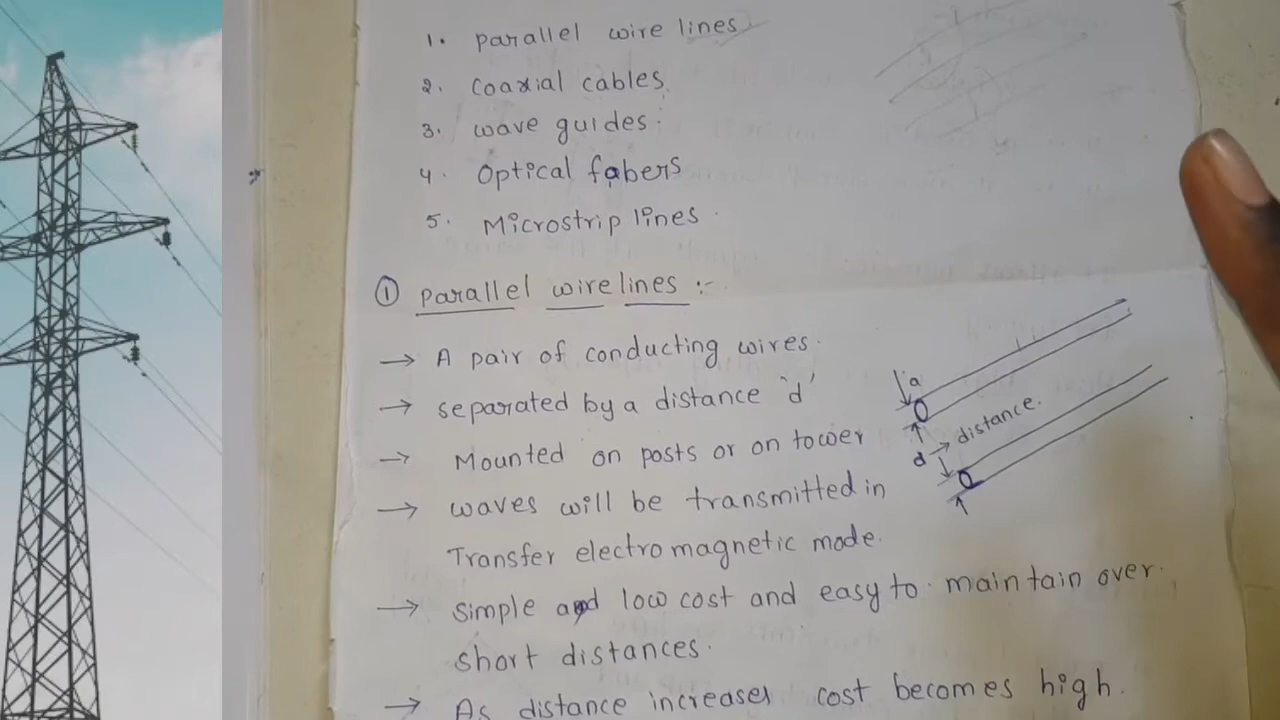 1. parallel wire lines
2. coaxial cables
3. wave guides.
4. Optical fabers
5. Microstrip lines
① parallel wire lines :-
→ A pair of conducting wires.
→ separated by a distance 'd'
→ Mounted on posts or on tower
→ waves will be transmitted in
Transfer electromagnetic mode.
→ simple and low cost and easy to maintain over
short distances.
→ As distance increases cost becomes high.
a
d → distance.